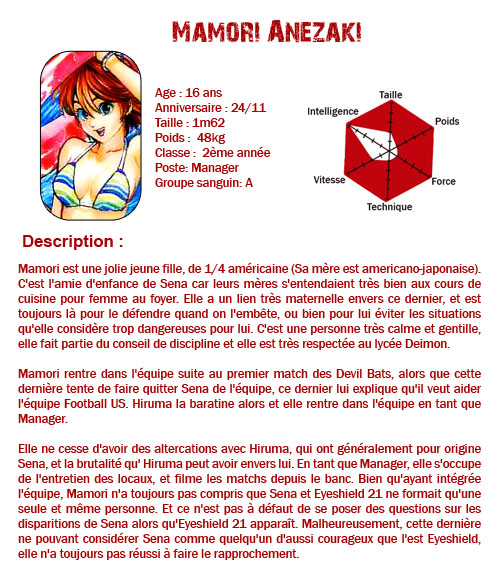 MAMORI ANEZAKI
Age : 16 ans
Anniversaire : 24/11
Taille : 1m62
Poids : 48kg
Classe : 2ème année
Poste: Manager
Groupe sanguin: A
Taille
Intelligence
Poids
Vitesse
Force
Technique
Description :
Mamori est une jolie jeune fille, de 1/4 américaine (Sa mère est americano-japonaise).
C'est l'amie d'enfance de Sena car leurs mères s'entendaient très bien aux cours de
cuisine pour femme au foyer. Elle a un lien très maternelle envers ce dernier, et est
toujours là pour le défendre quand on l'embête, ou bien pour lui éviter les situations
qu'elle considère trop dangereuses pour lui. C'est une personne très calme et gentille,
elle fait partie du conseil de discipline et elle est très respectée au lycée Deimon.
Mamori rentre dans l'équipe suite au premier match des Devil Bats, alors que cette
dernière tente de faire quitter Sena de l'équipe, ce dernier lui explique qu'il veut aider
l'équipe Football US. Hiruma la baratine alors et elle rentre dans l'équipe en tant que
Manager.
Elle ne cesse d'avoir des altercations avec Hiruma, qui ont généralement pour origine
Sena, et la brutalité qu' Hiruma peut avoir envers lui. En tant que Manager, elle s'occupe
de l'entretien des locaux, et filme les matchs depuis le banc. Bien qu'ayant intégrée
l'équipe, Mamori n'a toujours pas compris que Sena et Eyeshield 21 ne formait qu'une
seule et même personne. Et ce n'est pas à défaut de se poser des questions sur les
disparitions de Sena alors qu'Eyeshield 21 apparaît. Malheureusement, cette dernière
ne pouvant considérer Sena comme quelqu'un d'aussi courageux que l'est Eyeshield,
elle n'a toujours pas réussi à faire le rapprochement.